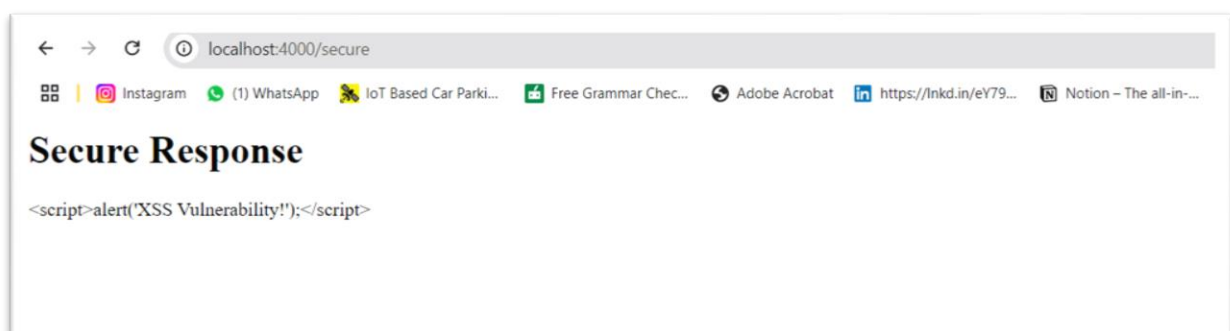 localhost:4000/secure
Instagram (1) WhatsApp IoT Based Car Parki... Free Grammar Chec... Adobe Acrobat https://lnkd.in/eY79... Notion – The all-in-...
Secure Response
<script>alert('XSS Vulnerability!');</script>